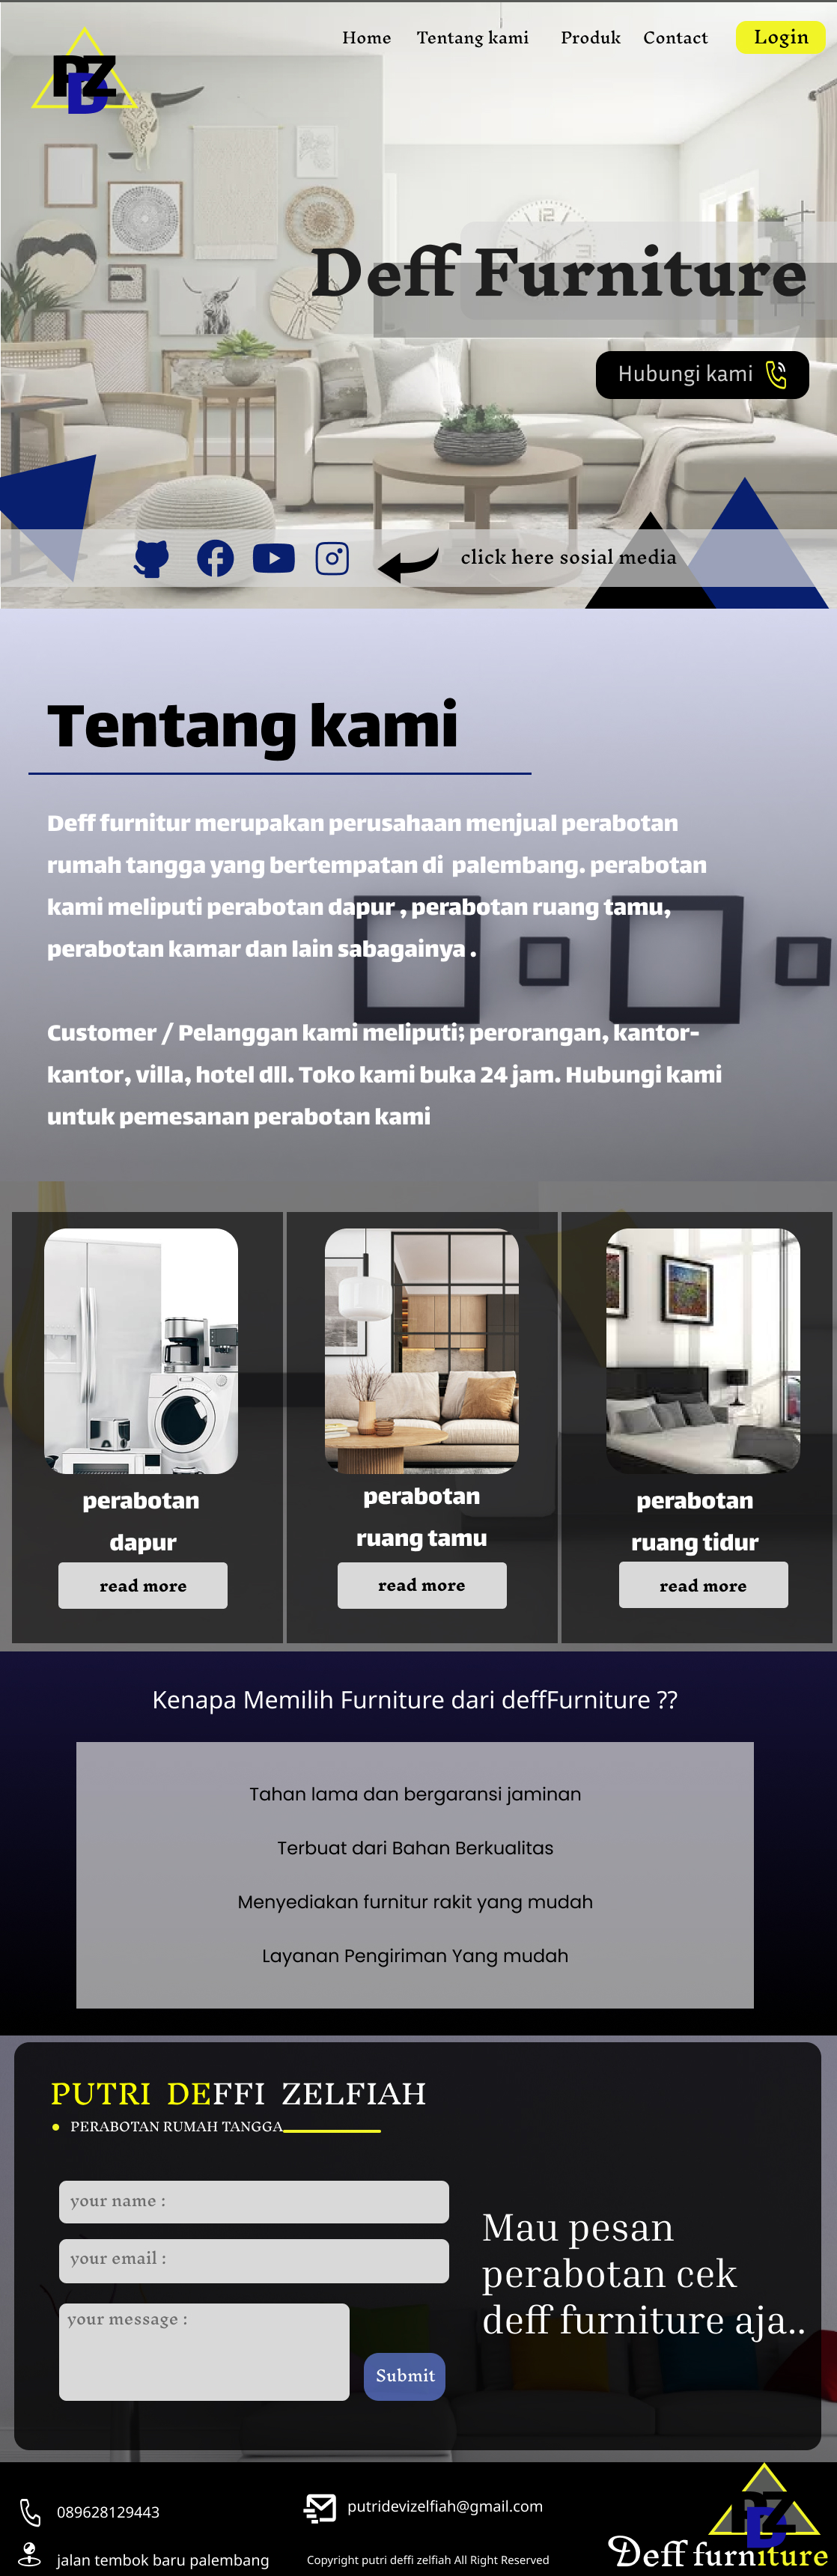 PDZ
Home Tentang kami Produk Contact Login
Deff Furniture
Hubungi kami
click here sosial media
Tentang kami
Deff furnitur merupakan perusahaan menjual perabotan
rumah tangga yang bertempatan di palembang. perabotan
kami meliputi perabotan dapur , perabotan ruang tamu,
perabotan kamar dan lain sabagainya .
Customer / Pelanggan kami meliputi; perorangan, kantor-
kantor, villa, hotel dll. Toko kami buka 24 jam. Hubungi kami
untuk pemesanan perabotan kami
perabotan
dapur
read more
perabotan
ruang tamu
read more
perabotan
ruang tidur
read more
Kenapa Memilih Furniture dari deffFurniture ??
Tahan lama dan bergaransi jaminan
Terbuat dari Bahan Berkualitas
Menyediakan furnitur rakit yang mudah
Layanan Pengiriman Yang mudah
PUTRI DEFFI ZELFIAH
PERABOTAN RUMAH TANGGA
your name :
your email :
your message :
Submit
Mau pesan
perabotan cek
deff furniture aja..
089628129443
jalan tembok baru palembang
putridevizelfiah@gmail.com
Copyright putri deffi zelfiah All Right Reserved
PDZ
Deff furniture